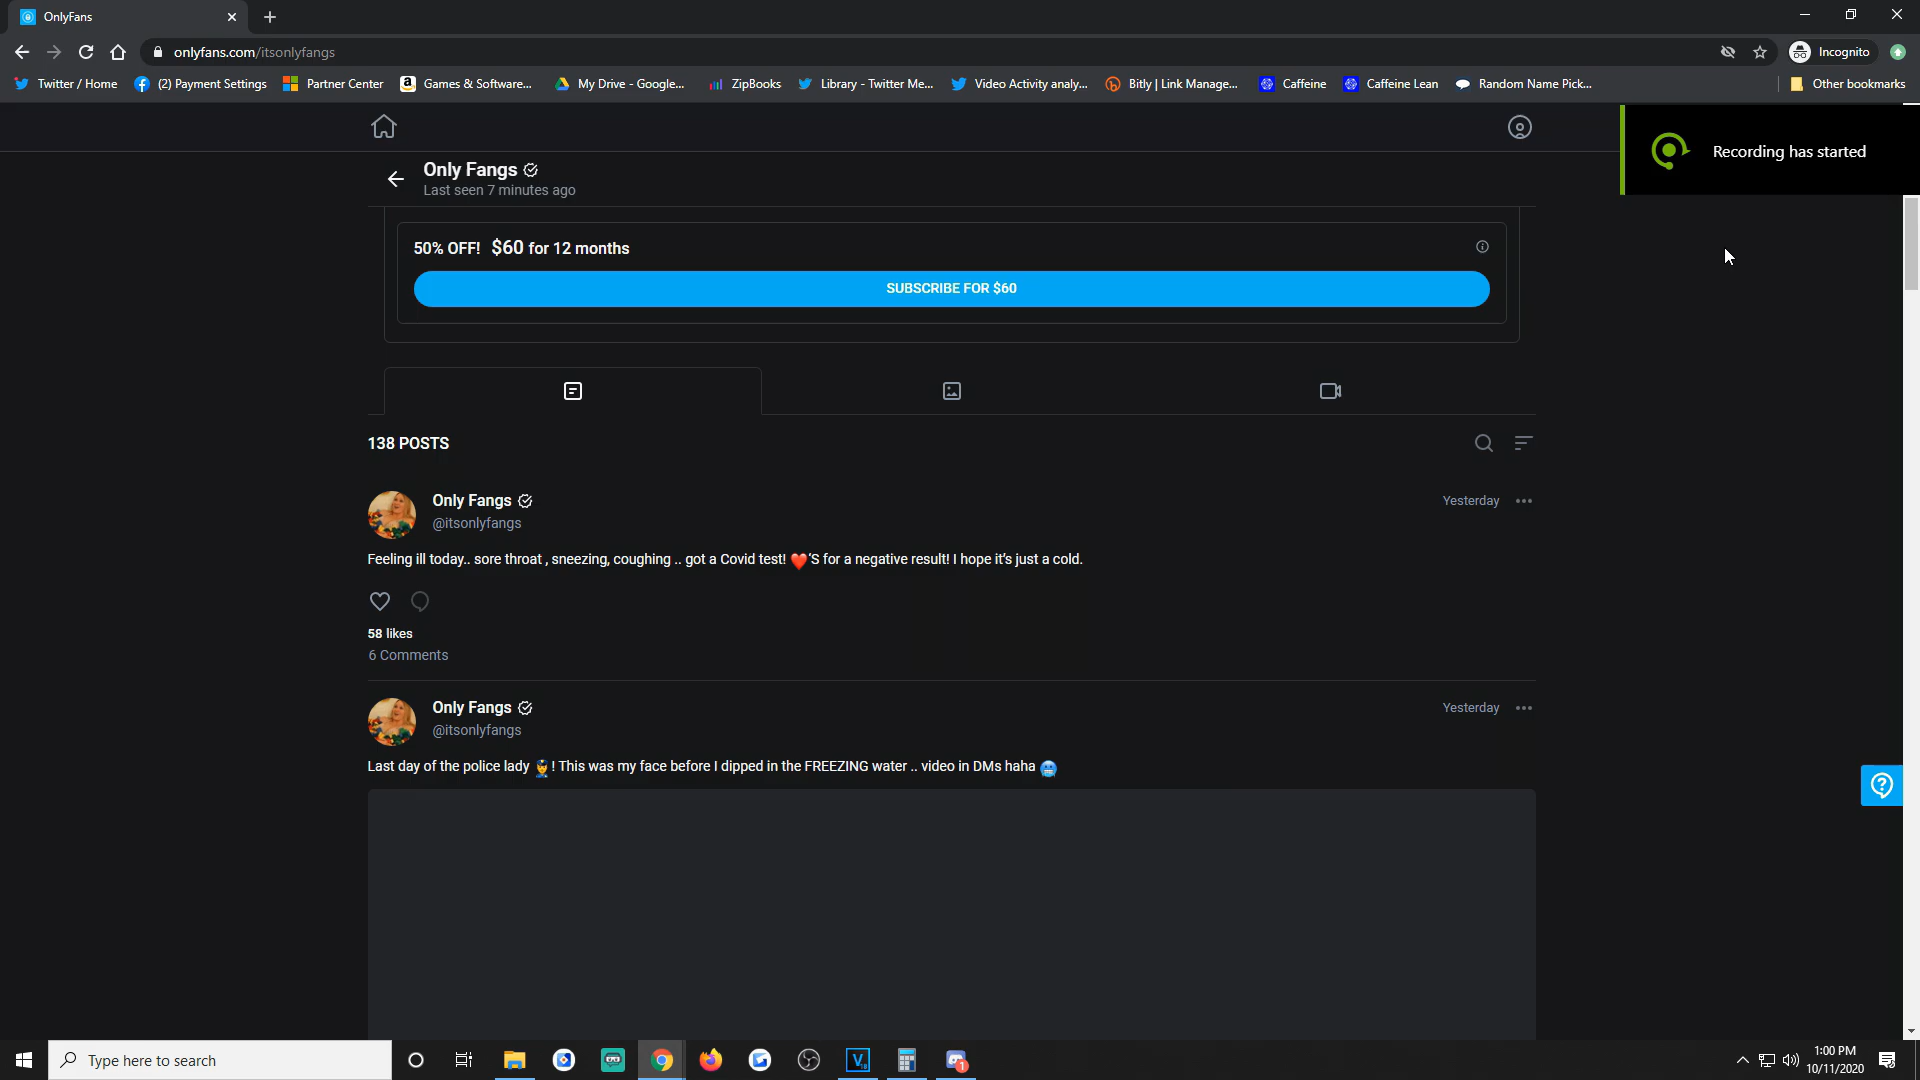 OnlyFans
onlyfans.com/itsonlyfangs
Incognito
Twitter / Home
(2) Payment Settings
Partner Center
Games & Software...
My Drive - Google...
ZipBooks
Library - Twitter Me...
Video Activity analy...
Bitly | Link Manage...
Caffeine
Caffeine Lean
Random Name Pick...
Other bookmarks
Recording has started
Only Fangs
Last seen 7 minutes ago
50% OFF! $60 for 12 months
SUBSCRIBE FOR $60
138 POSTS
Only Fangs
Yesterday
@itsonlyfangs
Feeling ill today.. sore throat , sneezing, coughing .. got a Covid test! ❤️'S for a negative result! I hope it's just a cold.
58 likes
6 Comments
Only Fangs
Yesterday
@itsonlyfangs
Last day of the police lady 👮! This was my face before I dipped in the FREEZING water .. video in DMs haha 🥶
Type here to search
1
1:00 PM
10/11/2020